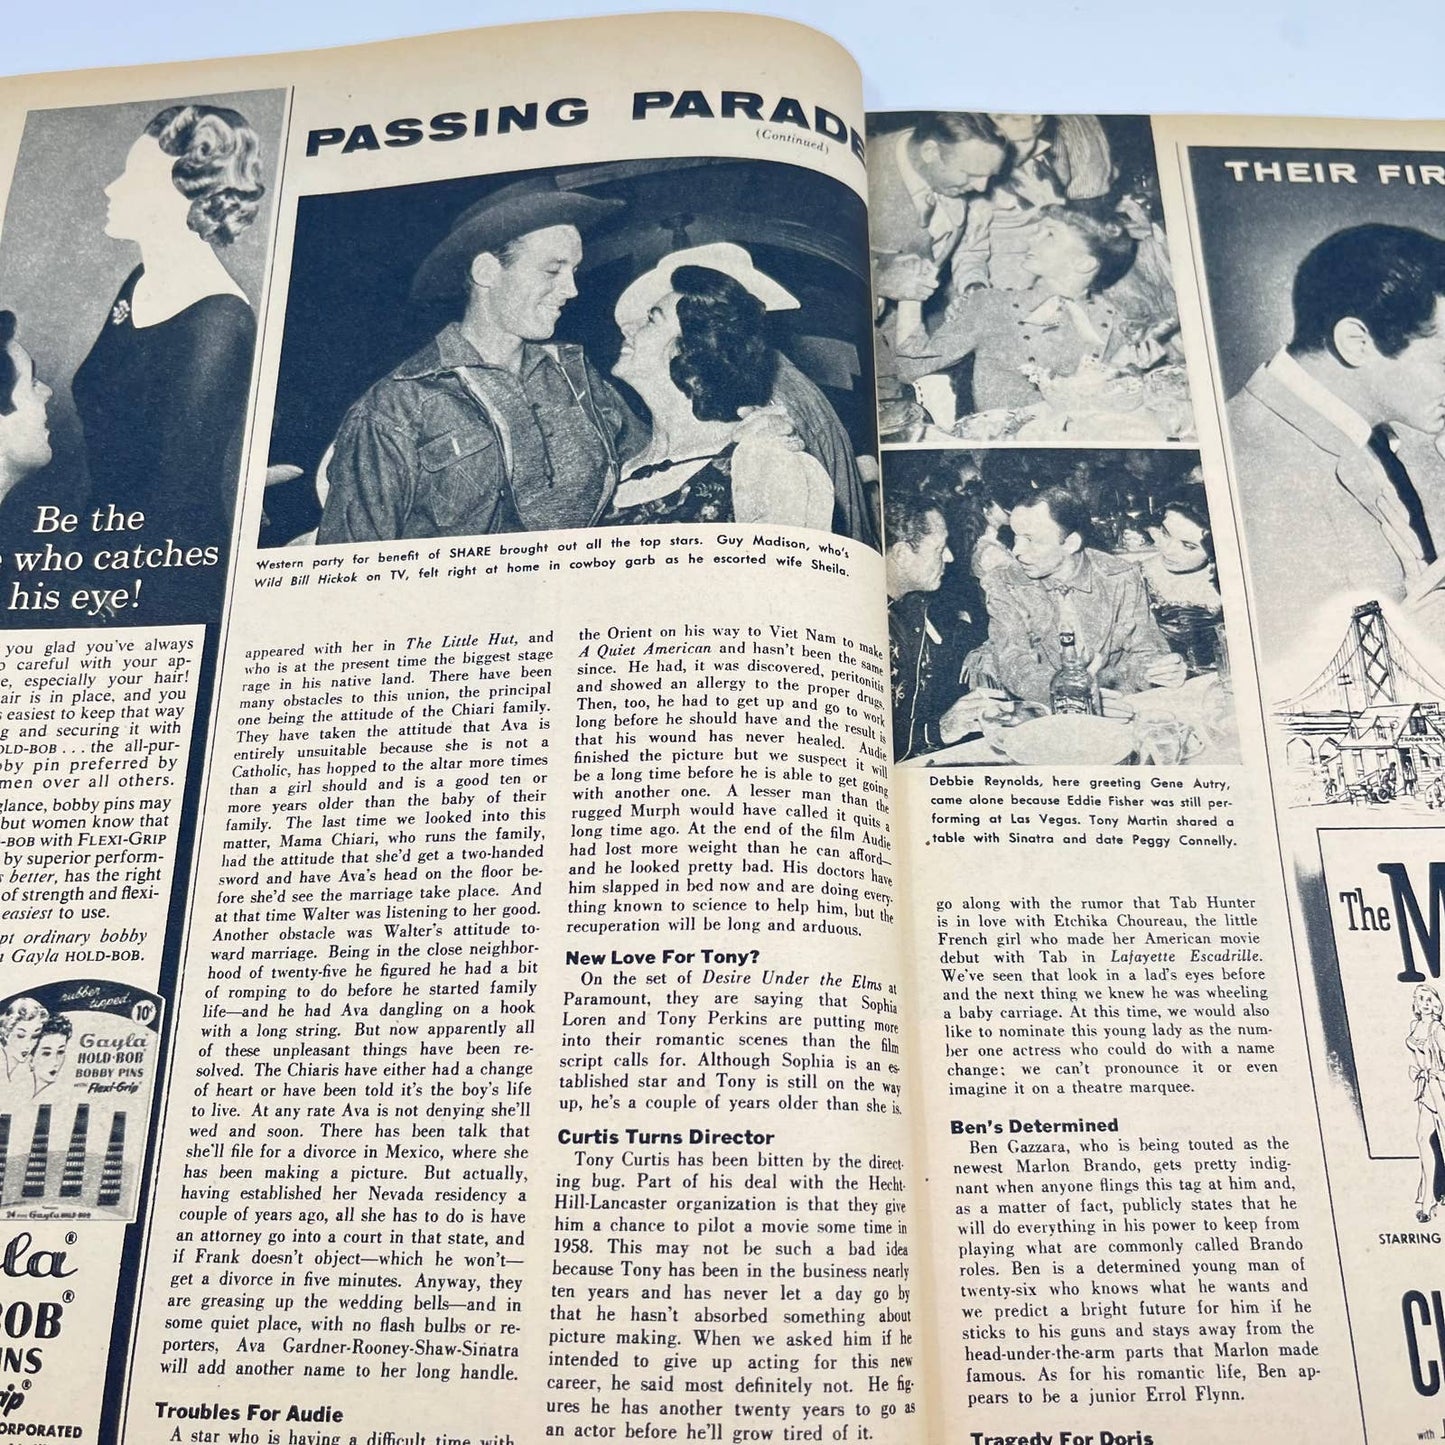 Be the
who catches
his eye!
you glad you've always
careful with your ap-
especially your hair!
air is in place, and you
easiest to keep that way
and securing it with
OLD-BOB . . . the all-pur-
by pin preferred by
men over all others.
glance, bobby pins may
but women know that
-BOB with FLEXI-GRIP
by superior perform-
better, has the right
of strength and flexi-
easiest to use.
pt ordinary bobby
Gayla HOLD-BOB.
rubber
tipped
10¢
Gayla
HOLD-BOB
BOBBY PINS
Flexi-Grip
la®
OB®
NS
ip®
ORPORATED
PASSING PARADE
(Continued)
Western party for benefit of SHARE brought out all the top stars. Guy Madison, who's
Wild Bill Hickok on TV, felt right at home in cowboy garb as he escorted wife Sheila.
appeared with her in The Little Hut, and
who is at the present time the biggest stage
rage in his native land. There have been
many obstacles to this union, the principal
one being the attitude of the Chiari family.
They have taken the attitude that Ava is
entirely unsuitable because she is not a
Catholic, has hopped to the altar more times
than a girl should and is a good ten or
more years older than the baby of their
family. The last time we looked into this
matter, Mama Chiari, who runs the family,
had the attitude that she'd get a two-handed
sword and have Ava's head on the floor be-
fore she'd see the marriage take place. And
at that time Walter was listening to her good.
Another obstacle was Walter's attitude to-
ward marriage. Being in the close neighbor-
hood of twenty-five he figured he had a bit
of romping to do before he started family
life—and he had Ava dangling on a hook
with a long string. But now apparently all
of these unpleasant things have been re-
solved. The Chiaris have either had a change
of heart or have been told it's the boy's life
to live. At any rate Ava is not denying she'll
wed and soon. There has been talk that
she'll file for a divorce in Mexico, where she
has been making a picture. But actually,
having established her Nevada residency a
couple of years ago, all she has to do is have
an attorney go into a court in that state, and
if Frank doesn't object—which he won't—
get a divorce in five minutes. Anyway, they
are greasing up the wedding bells—and in
some quiet place, with no flash bulbs or re-
porters, Ava Gardner-Rooney-Shaw-Sinatra
will add another name to her long handle.
Troubles For Audie
A star who is having a difficult time with
the Orient on his way to Viet Nam to make
A Quiet American and hasn't been the same
since. He had, it was discovered, peritonitis
and showed an allergy to the proper drugs.
Then, too, he had to get up and go to work
long before he should have and the result is
that his wound has never healed. Audie
finished the picture but we suspect it will
be a long time before he is able to get going
with another one. A lesser man than the
rugged Murph would have called it quits a
long time ago. At the end of the film Audie
had lost more weight than he can afford—
and he looked pretty bad. His doctors have
him slapped in bed now and are doing every-
thing known to science to help him, but the
recuperation will be long and arduous.
New Love For Tony?
On the set of Desire Under the Elms at
Paramount, they are saying that Sophia
Loren and Tony Perkins are putting more
into their romantic scenes than the film
script calls for. Although Sophia is an es-
tablished star and Tony is still on the way
up, he's a couple of years older than she is.
Curtis Turns Director
Tony Curtis has been bitten by the direct-
ing bug. Part of his deal with the Hecht-
Hill-Lancaster organization is that they give
him a chance to pilot a movie some time in
1958. This may not be such a bad idea
because Tony has been in the business nearly
ten years and has never let a day go by
that he hasn't absorbed something about
picture making. When we asked him if he
intended to give up acting for this new
career, he said most definitely not. He fig-
ures he has another twenty years to go as
an actor before he'll grow tired of it.
Debbie Reynolds, here greeting Gene Autry,
came alone because Eddie Fisher was still per-
forming at Las Vegas. Tony Martin shared a
table with Sinatra and date Peggy Connelly.
go along with the rumor that Tab Hunter
is in love with Etchika Choureau, the little
French girl who made her American movie
debut with Tab in Lafayette Escadrille.
We've seen that look in a lad's eyes before
and the next thing we knew he was wheeling
a baby carriage. At this time, we would also
like to nominate this young lady as the num-
ber one actress who could do with a name
change; we can't pronounce it or even
imagine it on a theatre marquee.
Ben's Determined
Ben Gazzara, who is being touted as the
newest Marlon Brando, gets pretty indig-
nant when anyone flings this tag at him and,
as a matter of fact, publicly states that he
will do everything in his power to keep from
playing what are commonly called Brando
roles. Ben is a determined young man of
twenty-six who knows what he wants and
we predict a bright future for him if he
sticks to his guns and stays away from the
head-under-the-arm parts that Marlon made
famous. As for his romantic life, Ben ap-
pears to be a junior Errol Flynn.
Tragedy For Doris
THEIR FIR
The M
STARRING
with